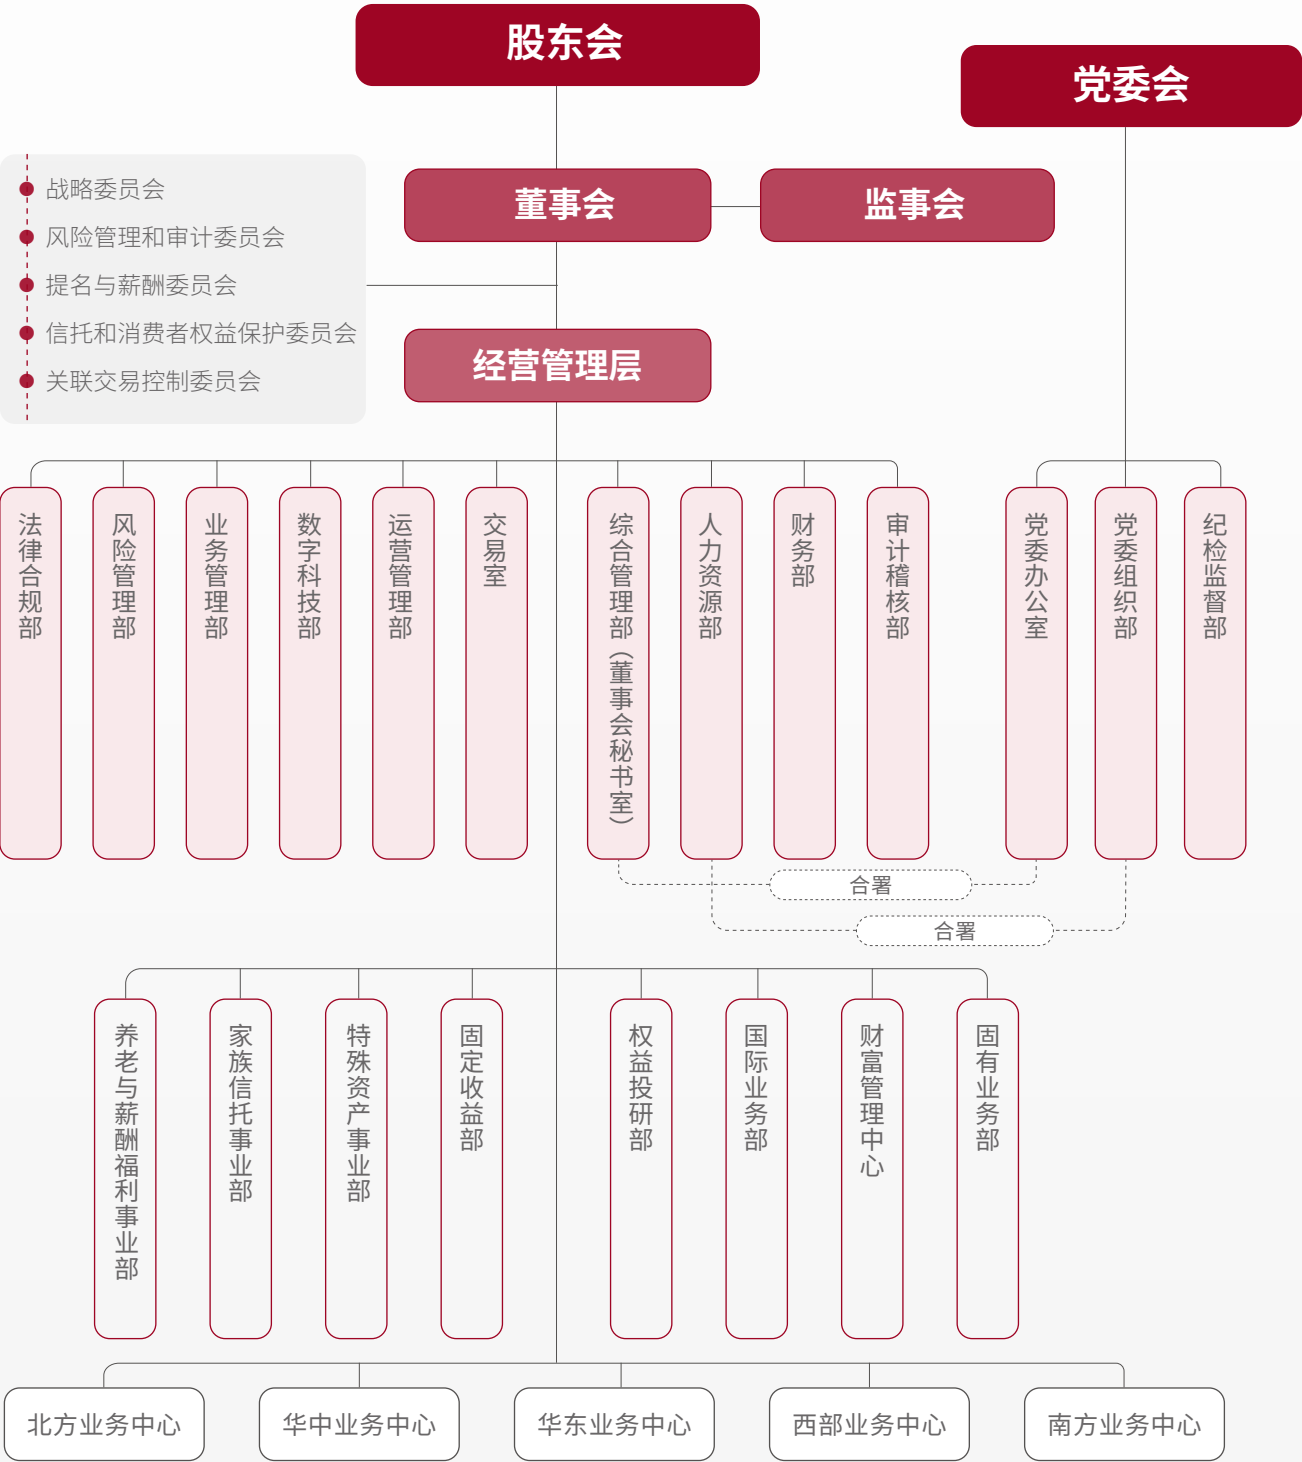 股东会
党委会
董事会
监事会
战略委员会
风险管理和审计委员会
提名与薪酬委员会
信托和消费者权益保护委员会
关联交易控制委员会
经营管理层
法律合规部
风险管理部
业务管理部
数字科技部
运营管理部
交易室
综合管理部（董事会秘书室）
人力资源部
财务部
审计稽核部
党委办公室
党委组织部
纪检监督部
合署
合署
养老与薪酬福利事业部
家族信托事业部
特殊资产事业部
固定收益部
权益投研部
国际业务部
财富管理中心
固有业务部
北方业务中心
华中业务中心
华东业务中心
西部业务中心
南方业务中心